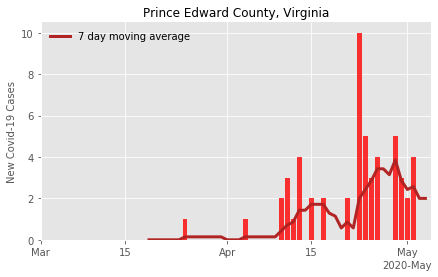 Prince Edward County, Virginia
7 day moving average
New Covid-19 Cases
10
8
6
4
2
0
Mar 15 Apr 15 May
2020-May